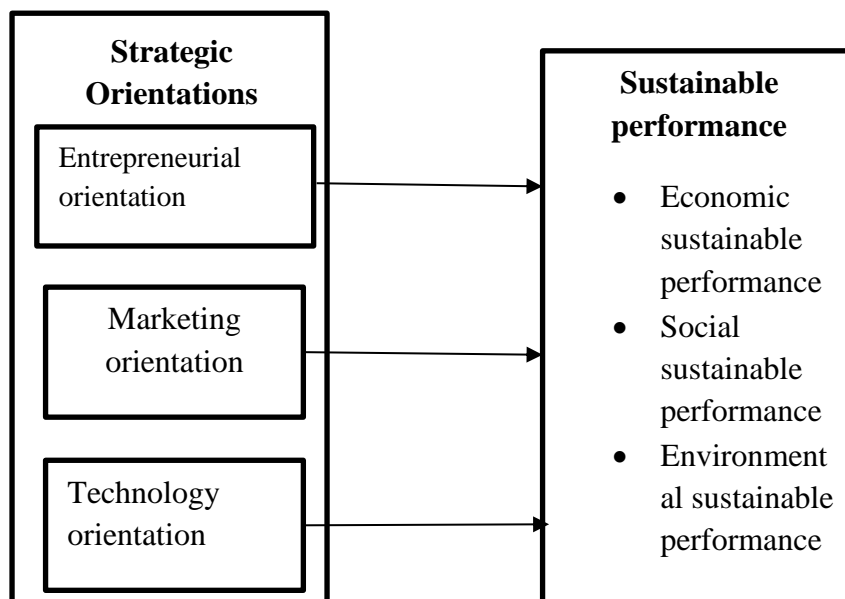 Strategic
Orientations
Entrepreneurial
orientation
Marketing
orientation
Technology
orientation
Sustainable
performance
• Economic
sustainable
performance
• Social
sustainable
performance
• Environment
al sustainable
performance